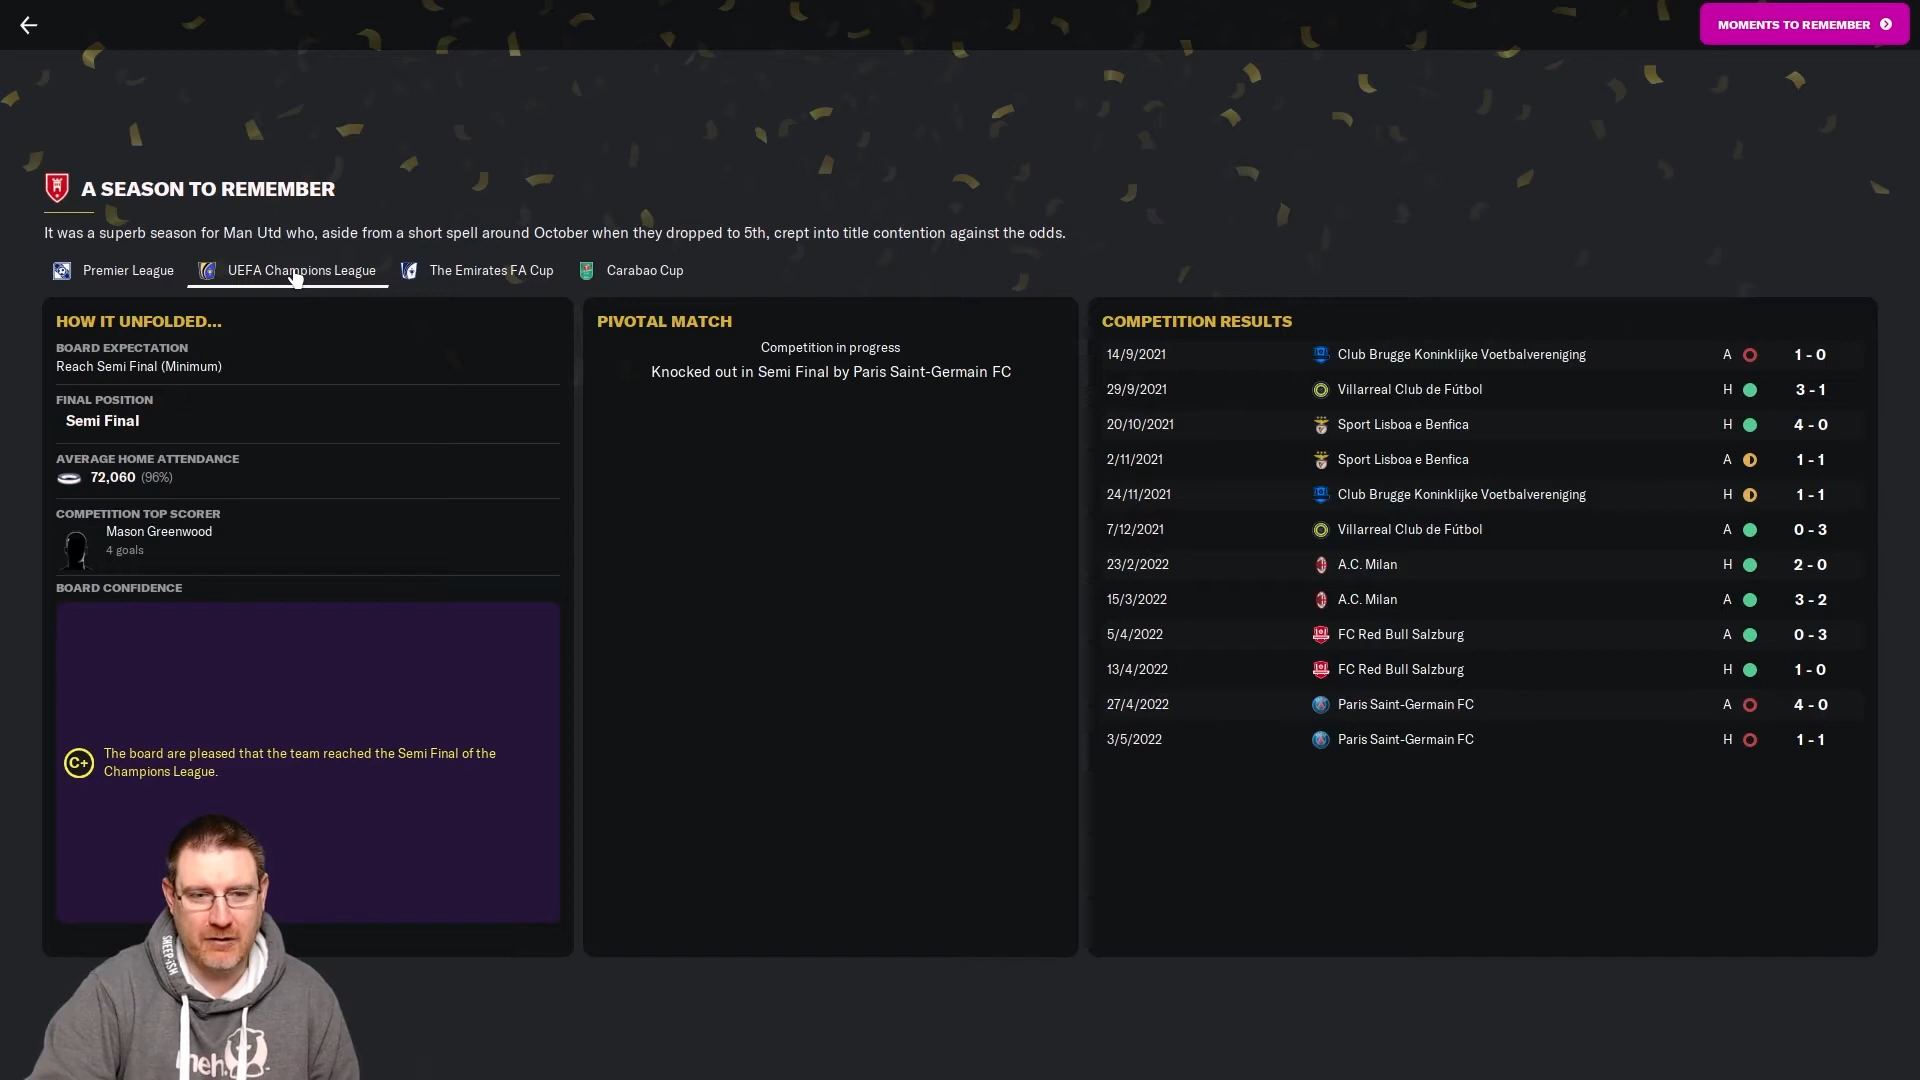 MOMENTS TO REMEMBER
A SEASON TO REMEMBER
It was a superb season for Man Utd who, aside from a short spell around October when they dropped to 5th, crept into title contention against the odds.
Premier League UEFA Champions League The Emirates FA Cup Carabao Cup
HOW IT UNFOLDED...
BOARD EXPECTATION
Reach Semi Final (Minimum)
FINAL POSITION
Semi Final
AVERAGE HOME ATTENDANCE
72,060 (96%)
COMPETITION TOP SCORER
Mason Greenwood
4 goals
BOARD CONFIDENCE
C+
The board are pleased that the team reached the Semi Final of the
Champions League.
PIVOTAL MATCH
Competition in progress
Knocked out in Semi Final by Paris Saint-Germain FC
COMPETITION RESULTS
14/9/2021 Club Brugge Koninklijke Voetbalvereniging A 1 - 0
29/9/2021 Villarreal Club de Fútbol H 3 - 1
20/10/2021 Sport Lisboa e Benfica H 4 - 0
2/11/2021 Sport Lisboa e Benfica A 1 - 1
24/11/2021 Club Brugge Koninklijke Voetbalvereniging H 1 - 1
7/12/2021 Villarreal Club de Fútbol A 0 - 3
23/2/2022 A.C. Milan H 2 - 0
15/3/2022 A.C. Milan A 3 - 2
5/4/2022 FC Red Bull Salzburg A 0 - 3
13/4/2022 FC Red Bull Salzburg H 1 - 0
27/4/2022 Paris Saint-Germain FC A 4 - 0
3/5/2022 Paris Saint-Germain FC H 1 - 1
SHEEP-ISH
meh.